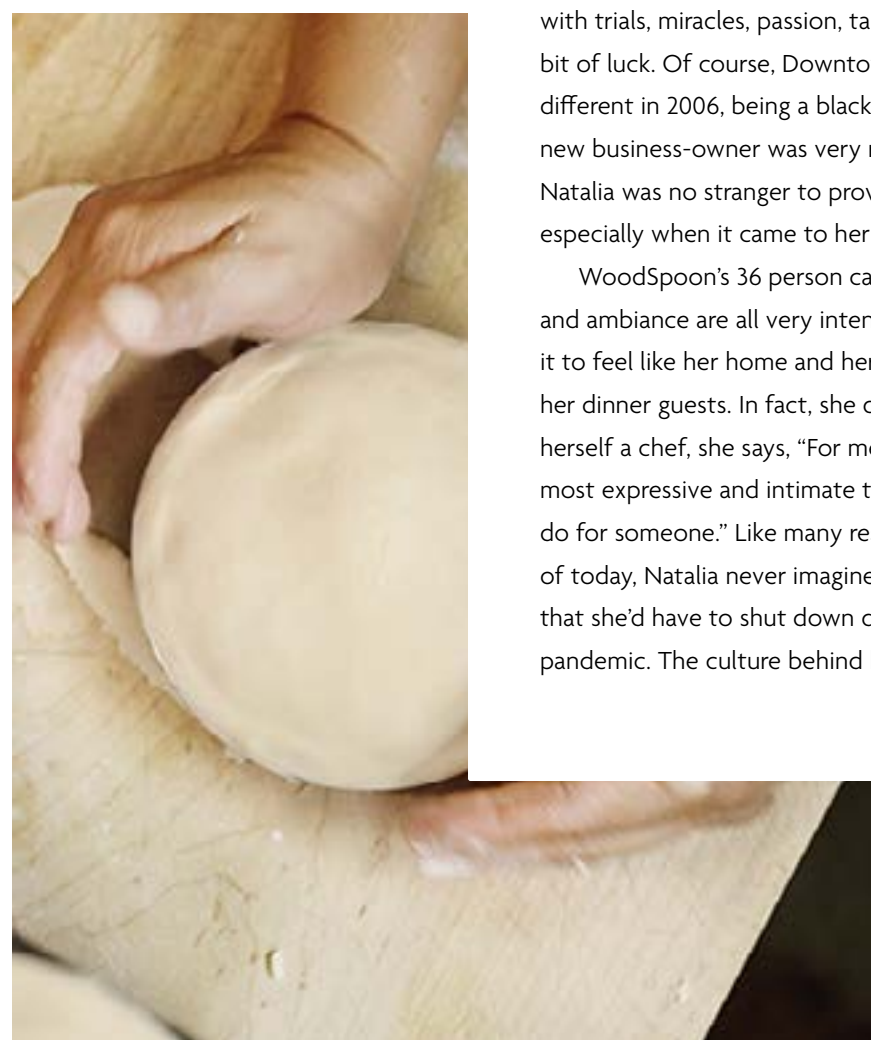 with trials, miracles, passion, ta
bit of luck. Of course, Downto
different in 2006, being a black
new business-owner was very
Natalia was no stranger to prov
especially when it came to her
WoodSpoon’s 36 person ca
and ambiance are all very inten
it to feel like her home and her
her dinner guests. In fact, she
herself a chef, she says, “For me
most expressive and intimate t
do for someone.” Like many re
of today, Natalia never imagine
that she’d have to shut down
pandemic. The culture behind